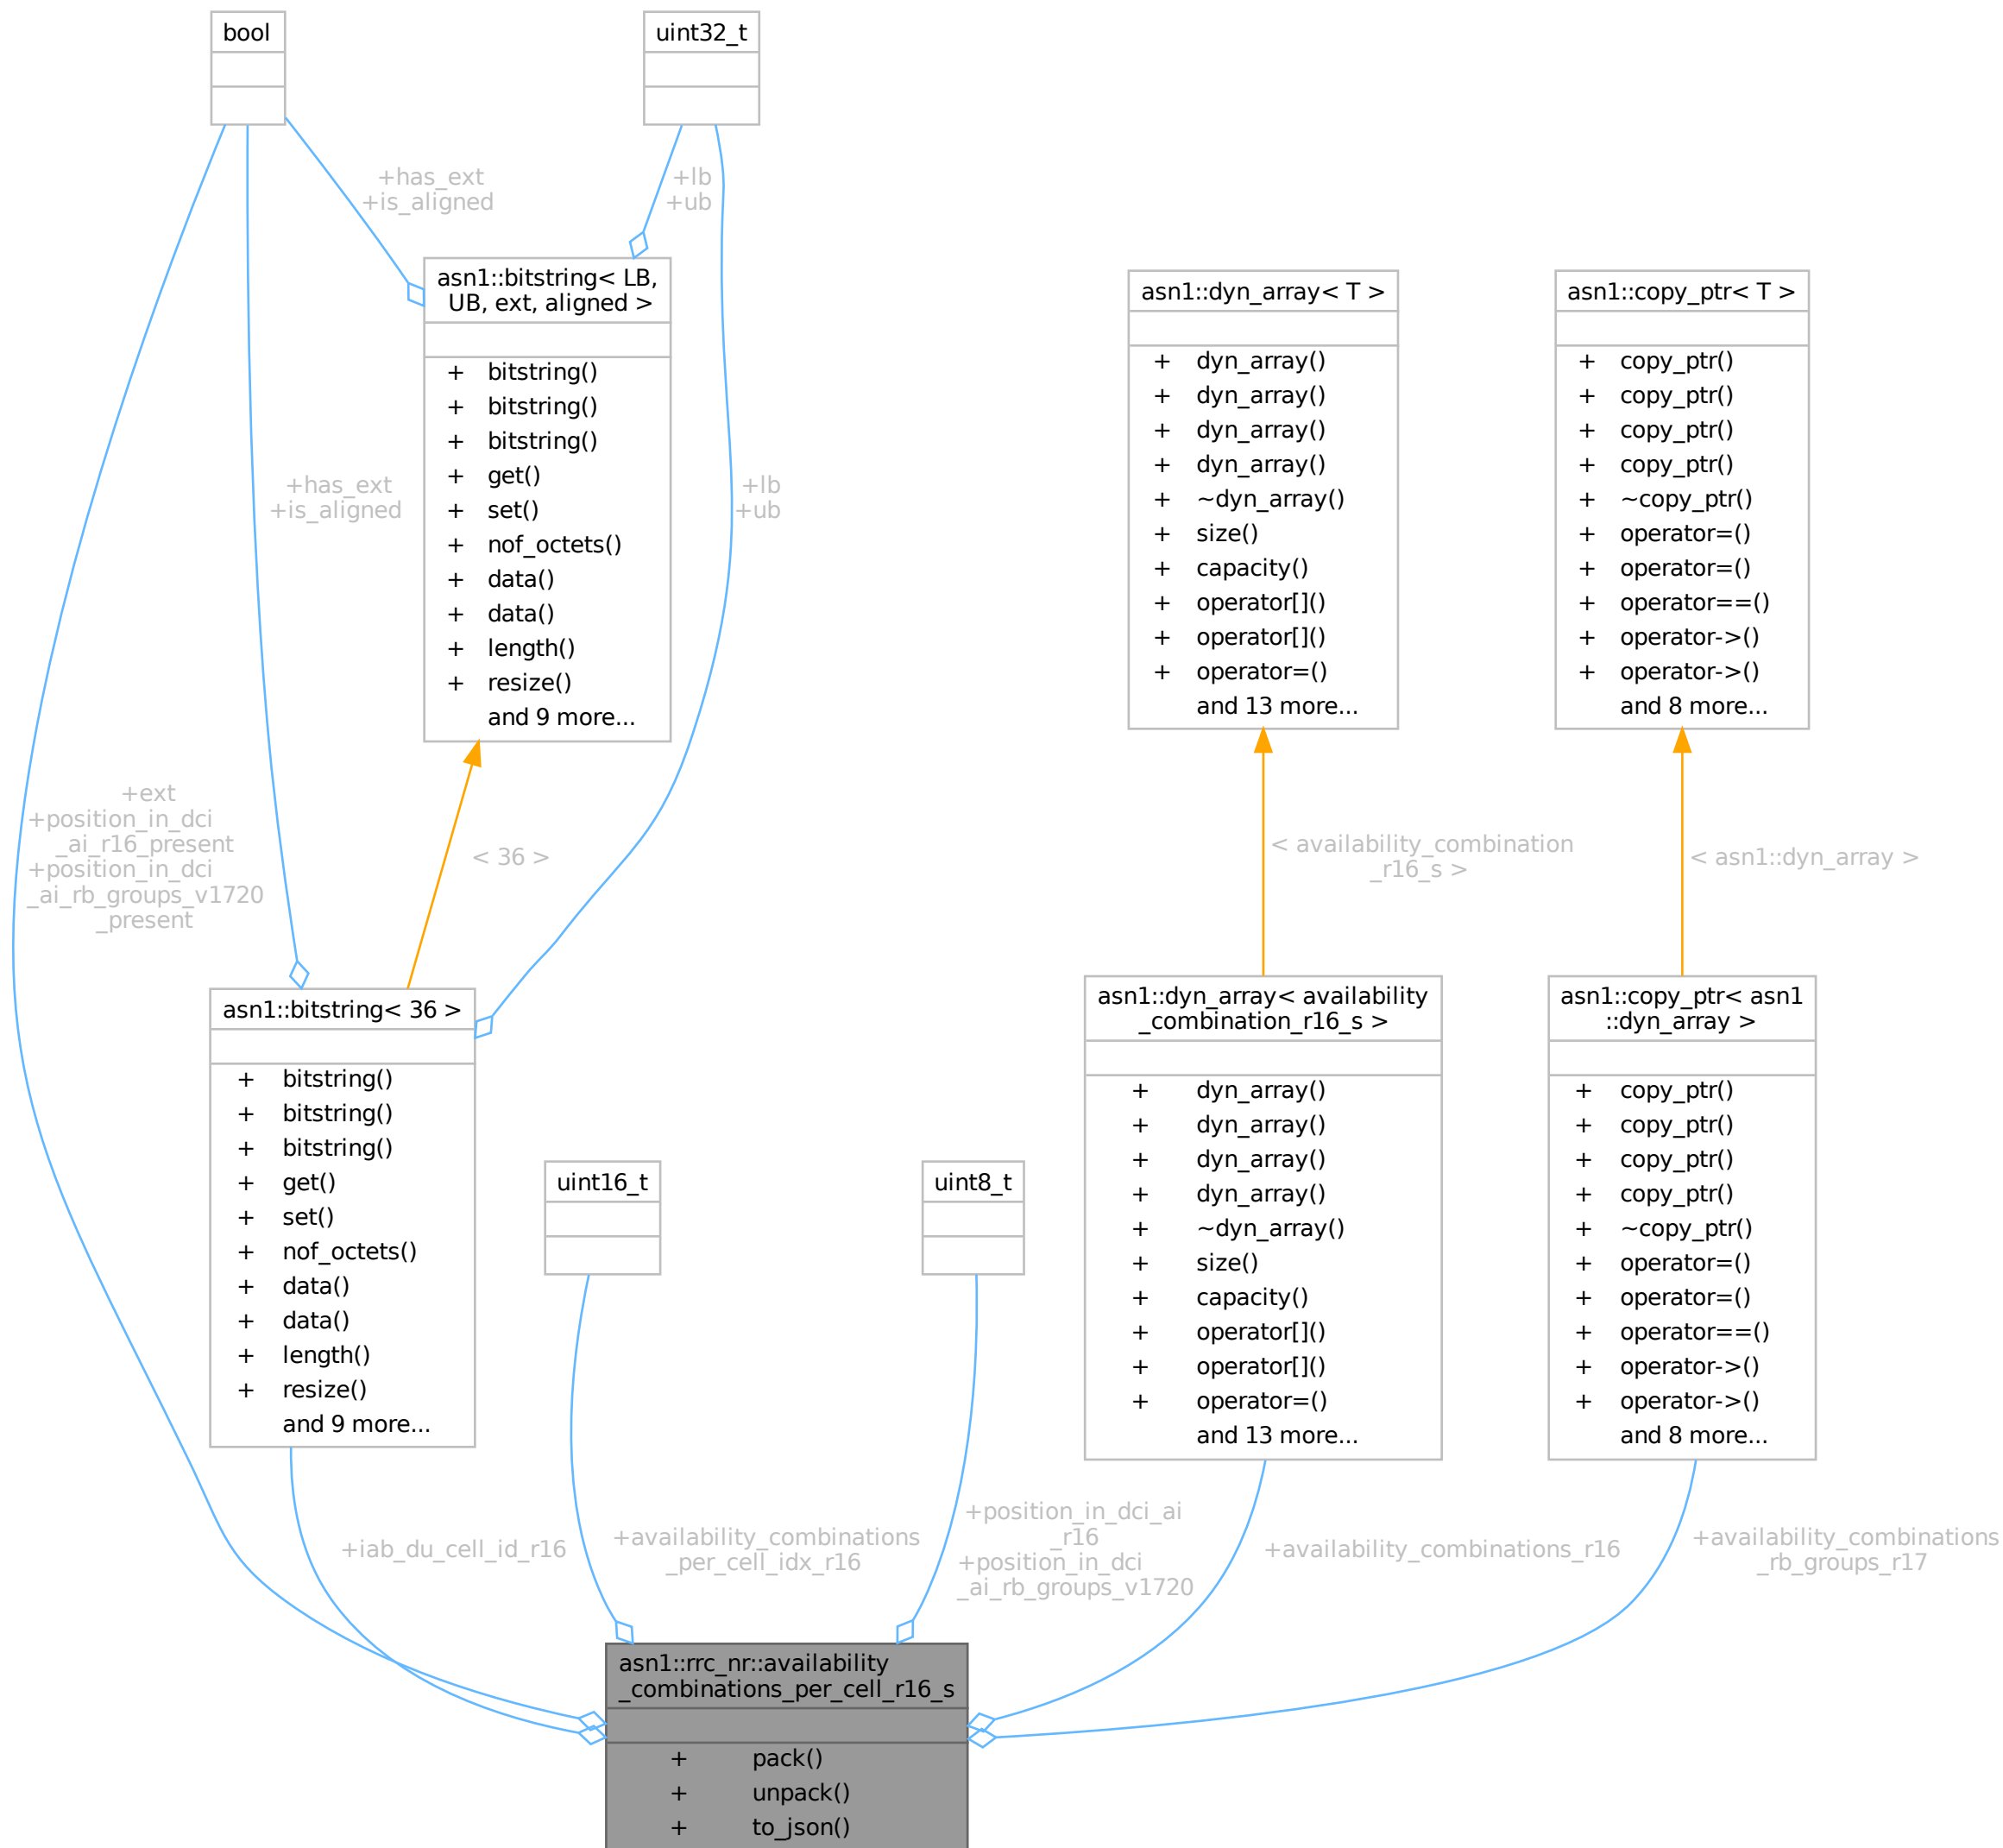 bool
uint32_t
+has_ext
+is_aligned
+lb
+ub
asn1::bitstring< LB,
UB, ext, aligned >
+ bitstring()
+ bitstring()
+ bitstring()
+ get()
+ set()
+ nof_octets()
+ data()
+ data()
+ length()
+ resize()
and 9 more...
asn1::dyn_array< T >
+ dyn_array()
+ dyn_array()
+ dyn_array()
+ dyn_array()
+ ~dyn_array()
+ size()
+ capacity()
+ operator[]()
+ operator[]()
+ operator=()
and 13 more...
asn1::copy_ptr< T >
+ copy_ptr()
+ copy_ptr()
+ copy_ptr()
+ copy_ptr()
+ ~copy_ptr()
+ operator=()
+ operator=()
+ operator==()
+ operator->()
+ operator->()
and 8 more...
+has_ext
+is_aligned
+lb
+ub
+ext
+position_in_dci
_ai_r16_present
+position_in_dci
_ai_rb_groups_v1720
_present
< 36 >
< availability_combination
_r16_s >
< asn1::dyn_array >
asn1::bitstring< 36 >
+ bitstring()
+ bitstring()
+ bitstring()
+ get()
+ set()
+ nof_octets()
+ data()
+ data()
+ length()
+ resize()
and 9 more...
uint16_t
uint8_t
asn1::dyn_array< availability
_combination_r16_s >
+ dyn_array()
+ dyn_array()
+ dyn_array()
+ dyn_array()
+ ~dyn_array()
+ size()
+ capacity()
+ operator[]()
+ operator[]()
+ operator=()
and 13 more...
asn1::copy_ptr< asn1
::dyn_array >
+ copy_ptr()
+ copy_ptr()
+ copy_ptr()
+ copy_ptr()
+ ~copy_ptr()
+ operator=()
+ operator=()
+ operator==()
+ operator->()
+ operator->()
and 8 more...
+iab_du_cell_id_r16
+availability_combinations
_per_cell_idx_r16
+position_in_dci_ai
_r16
+position_in_dci
_ai_rb_groups_v1720
+availability_combinations_r16
+availability_combinations
_rb_groups_r17
asn1::rrc_nr::availability
_combinations_per_cell_r16_s
+ pack()
+ unpack()
+ to_json()